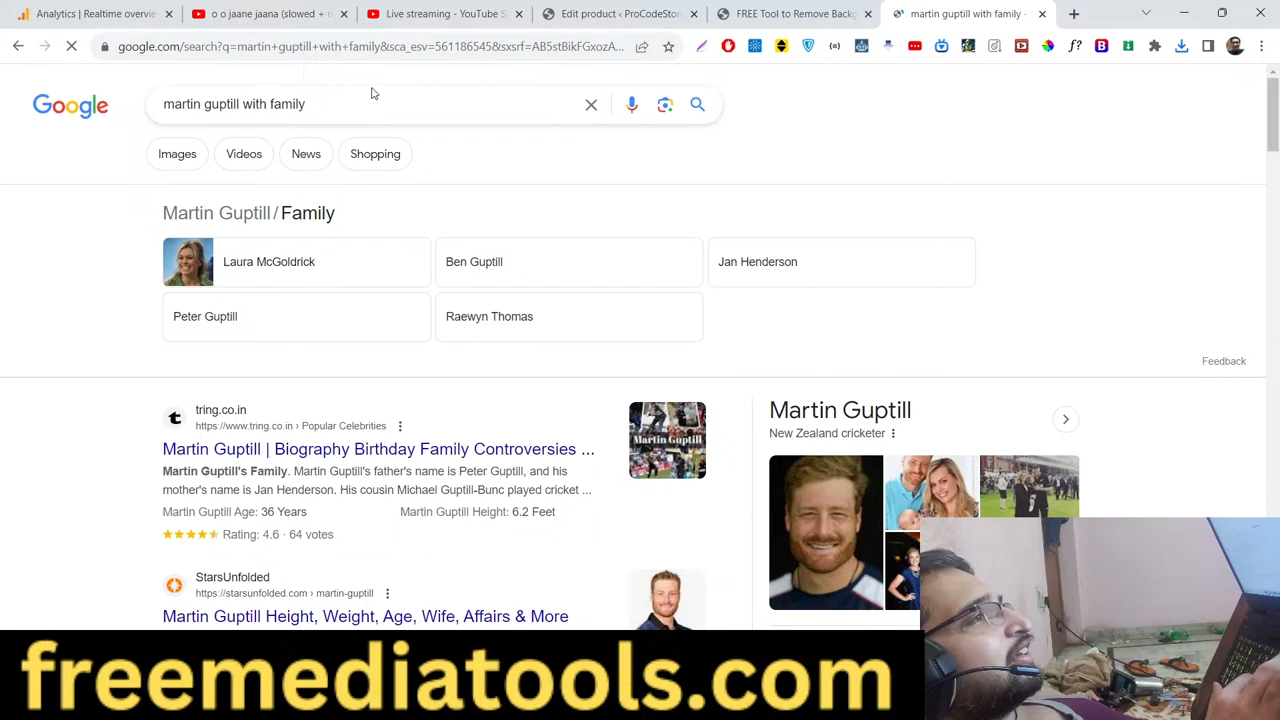 Analytics | Realtime overvie
o o jaane jaana (slowed + r
Live streaming - YouTube S
Edit product ‹ ProCodeStor
FREE Tool to Remove Backg
martin guptill with family -
google.com/search?q=martin+guptill+with+family&sca_esv=561186545&sxsrf=AB5stBikFGxozA...
Google
martin guptill with family
Images
Videos
News
Shopping
Martin Guptill / Family
Laura McGoldrick
Ben Guptill
Jan Henderson
Peter Guptill
Raewyn Thomas
Feedback
tring.co.in
https://www.tring.co.in › Popular Celebrities
Martin Guptill | Biography Birthday Family Controversies ...
Martin Guptill's Family. Martin Guptill's father's name is Peter Guptill, and his
mother's name is Jan Henderson. His cousin Michael Guptill-Bunc played cricket ...
Martin Guptill Age: 36 Years
Martin Guptill Height: 6.2 Feet
Rating: 4.6 · 64 votes
Martin Guptill
StarsUnfolded
https://starsunfolded.com › martin-guptill
Martin Guptill Height, Weight, Age, Wife, Affairs & More
Martin Guptill
New Zealand cricketer
freemediatools.com